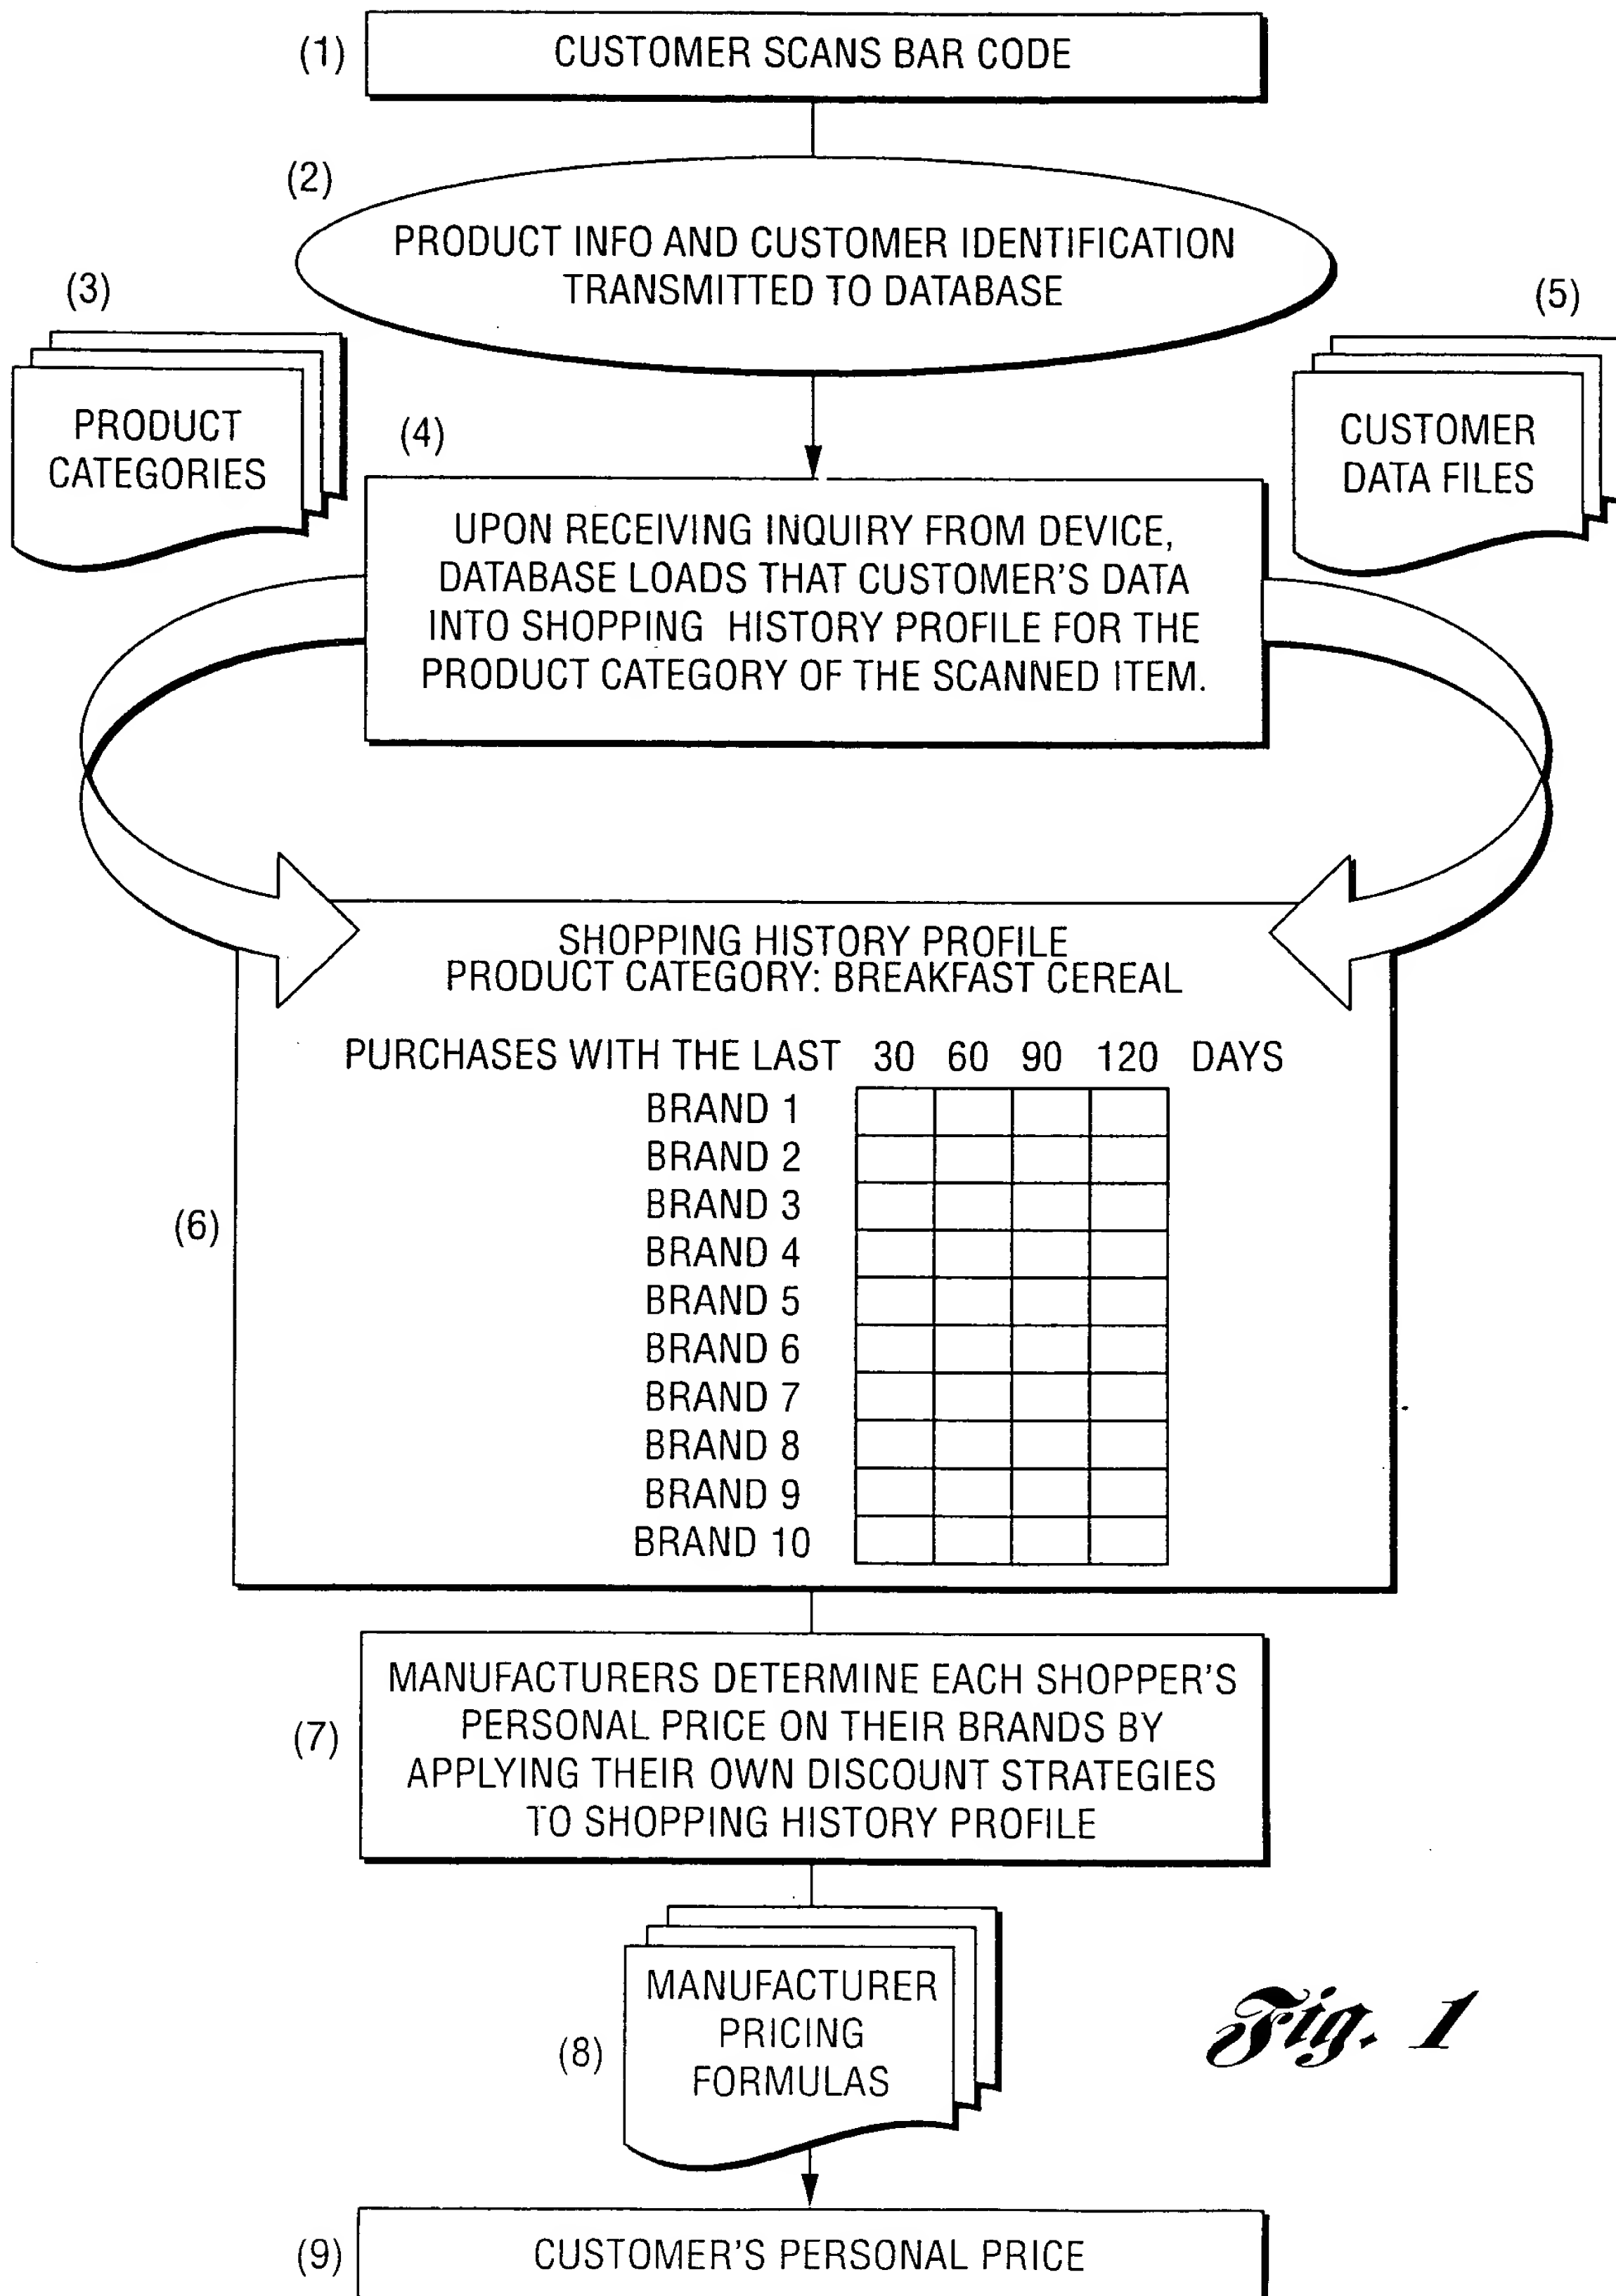 (1)
CUSTOMER SCANS BAR CODE
(2)
PRODUCT INFO AND CUSTOMER IDENTIFICATION
TRANSMITTED TO DATABASE
(3)
PRODUCT
CATEGORIES
(5)
CUSTOMER
DATA FILES
(4)
UPON RECEIVING INQUIRY FROM DEVICE,
DATABASE LOADS THAT CUSTOMER'S DATA
INTO SHOPPING HISTORY PROFILE FOR THE
PRODUCT CATEGORY OF THE SCANNED ITEM.
(6)
SHOPPING HISTORY PROFILE
PRODUCT CATEGORY: BREAKFAST CEREAL
PURCHASES WITH THE LAST 30 60 90 120 DAYS
BRAND 1
BRAND 2
BRAND 3
BRAND 4
BRAND 5
BRAND 6
BRAND 7
BRAND 8
BRAND 9
BRAND 10
(7)
MANUFACTURERS DETERMINE EACH SHOPPER'S
PERSONAL PRICE ON THEIR BRANDS BY
APPLYING THEIR OWN DISCOUNT STRATEGIES
TO SHOPPING HISTORY PROFILE
(8)
MANUFACTURER
PRICING
FORMULAS
Fig. 1
(9)
CUSTOMER'S PERSONAL PRICE